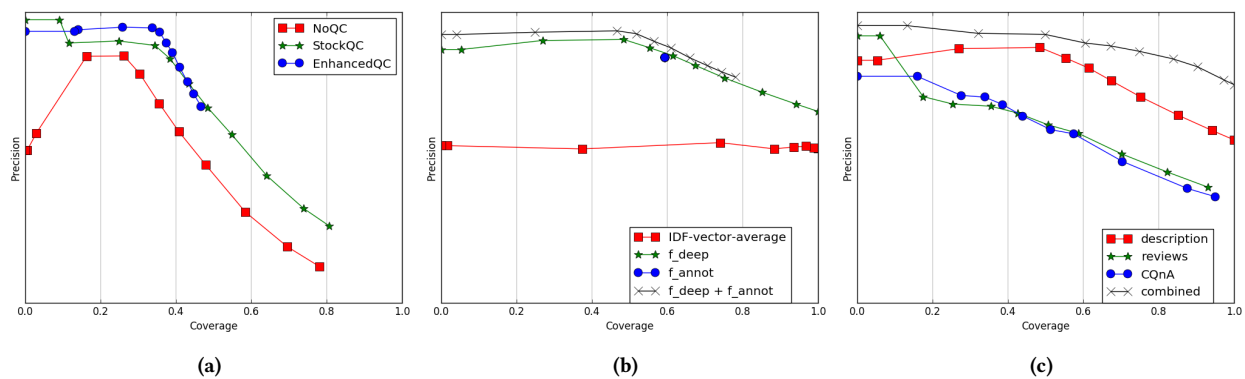 NoQC
StockQC
EnhancedQC
Precision
0.0 0.2 0.4 0.6 0.8 1.0
Coverage
(a)
IDF-vector-average
f_deep
f_annot
f_deep + f_annot
Precision
0.0 0.2 0.4 0.6 0.8 1.0
Coverage
(b)
description
reviews
CQnA
combined
Precision
0.0 0.2 0.4 0.6 0.8 1.0
Coverage
(c)